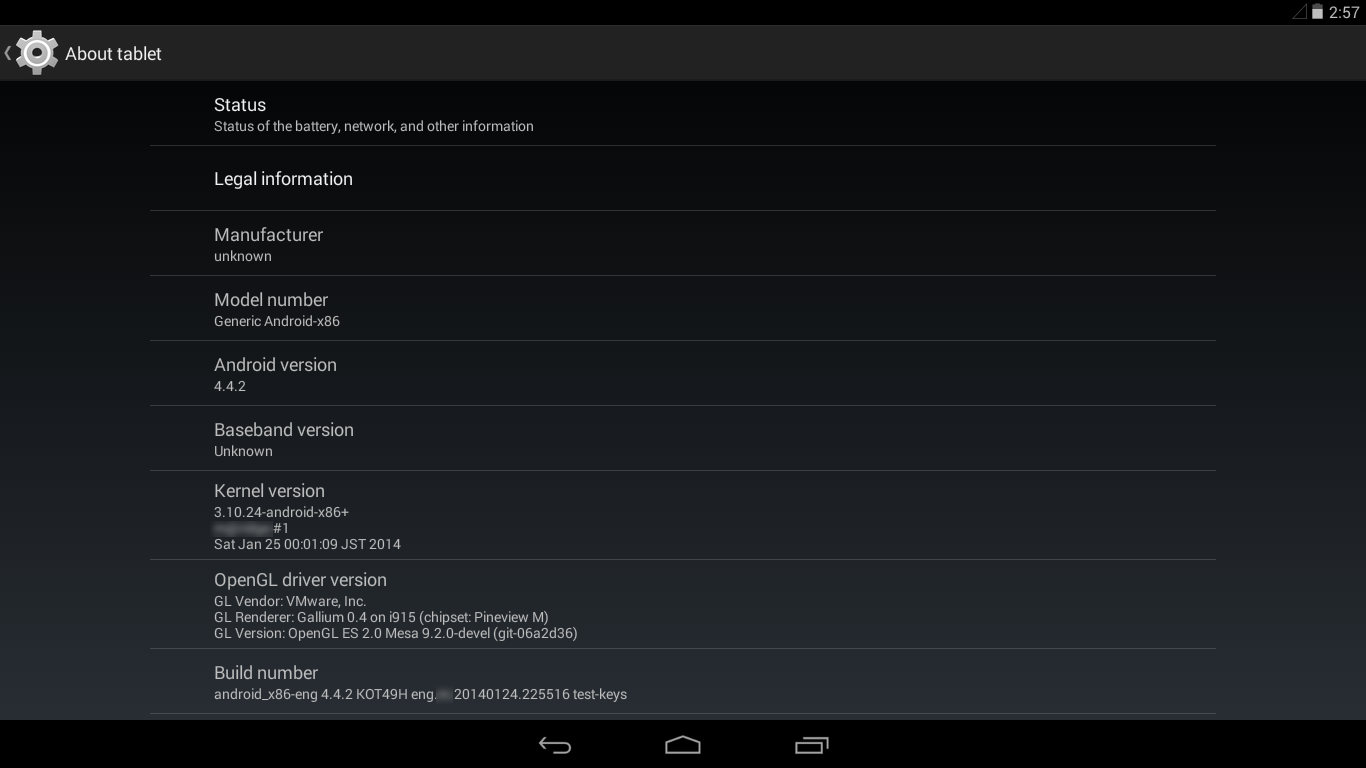 2:57
About tablet
Status
Status of the battery, network, and other information
Legal information
Manufacturer
unknown
Model number
Generic Android-x86
Android version
4.4.2
Baseband version
Unknown
Kernel version
3.10.24-android-x86+
#1
Sat Jan 25 00:01:09 JST 2014
OpenGL driver version
GL Vendor: VMware, Inc.
GL Renderer: Gallium 0.4 on i915 (chipset: Pineview M)
GL Version: OpenGL ES 2.0 Mesa 9.2.0-devel (git-06a2d36)
Build number
android_x86-eng 4.4.2 KOT49H eng. 20140124.225516 test-keys